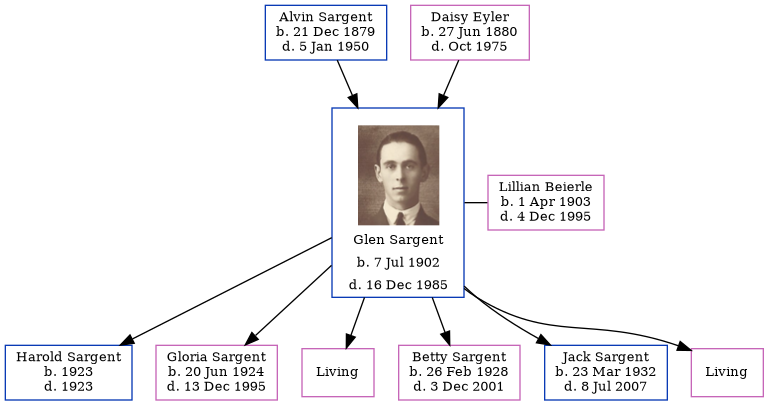 Alvin Sargent
b. 21 Dec 1879
d. 5 Jan 1950
Daisy Eyler
b. 27 Jun 1880
d. Oct 1975
Glen Sargent
b. 7 Jul 1902
d. 16 Dec 1985
Lillian Beierle
b. 1 Apr 1903
d. 4 Dec 1995
Harold Sargent
b. 1923
d. 1923
Gloria Sargent
b. 20 Jun 1924
d. 13 Dec 1995
Living
Betty Sargent
b. 26 Feb 1928
d. 3 Dec 2001
Jack Sargent
b. 23 Mar 1932
d. 8 Jul 2007
Living